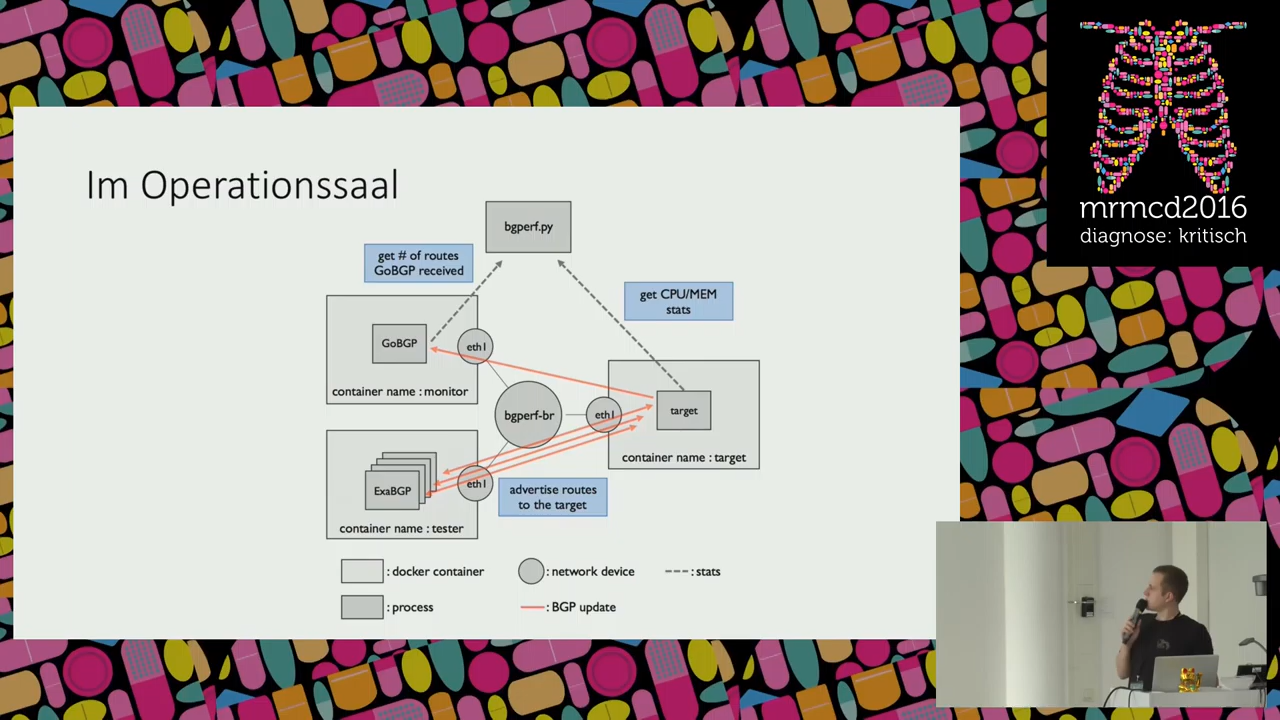 Im Operationssaal
bgperf.py
get # of routes
GoBGP received
get CPU/MEM
stats
GoBGP
eth1
container name : monitor
bgperf-br
eth1
target
container name : target
ExaBGP
eth1
advertise routes
to the target
container name : tester
: docker container
: network device
: stats
: process
: BGP update
mrmcd2016
diagnose: kritisch